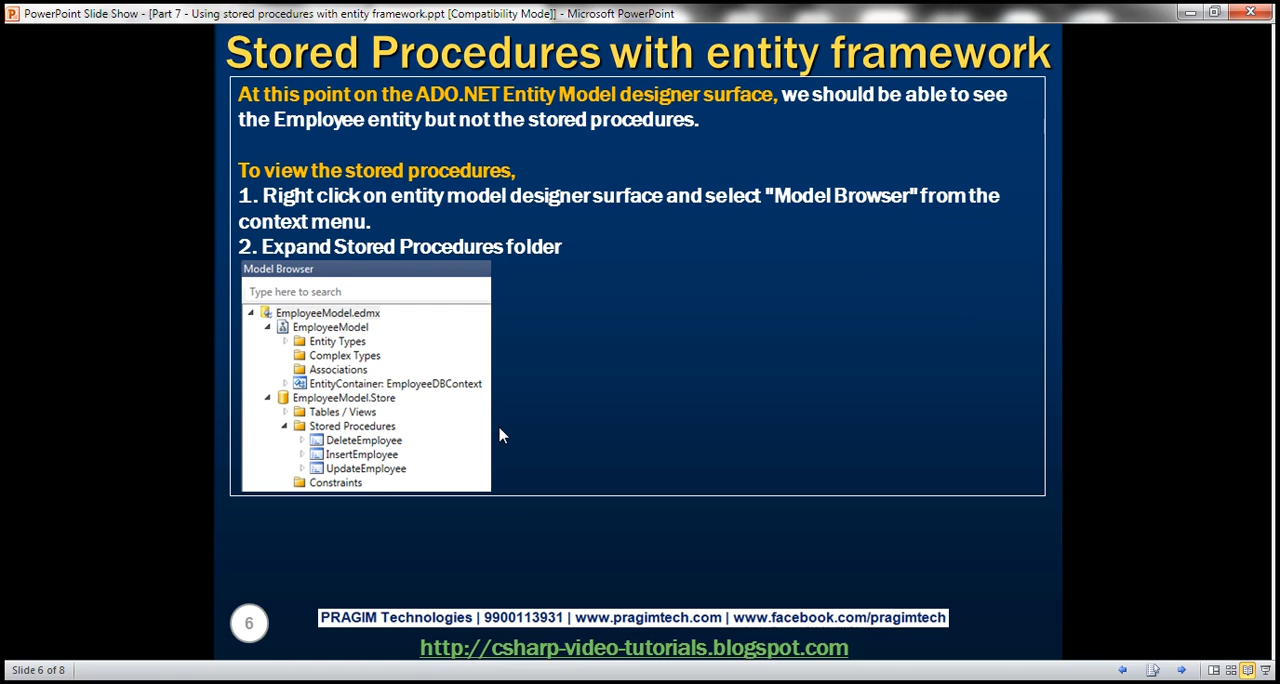 PowerPoint Slide Show - [Part 7 - Using stored procedures with entity framework.ppt [Compatibility Mode]] - Microsoft PowerPoint
Stored Procedures with entity framework
At this point on the ADO.NET Entity Model designer surface, we should be able to see
the Employee entity but not the stored procedures.
To view the stored procedures,
1. Right click on entity model designer surface and select "Model Browser" from the
context menu.
2. Expand Stored Procedures folder
Model Browser
Type here to search
EmployeeModel.edmx
EmployeeModel
Entity Types
Complex Types
Associations
EntityContainer: EmployeeDBContext
EmployeeModel.Store
Tables / Views
Stored Procedures
DeleteEmployee
InsertEmployee
UpdateEmployee
Constraints
6
PRAGIM Technologies | 9900113931 | www.pragimtech.com | www.facebook.com/pragimtech
http://csharp-video-tutorials.blogspot.com
Slide 6 of 8